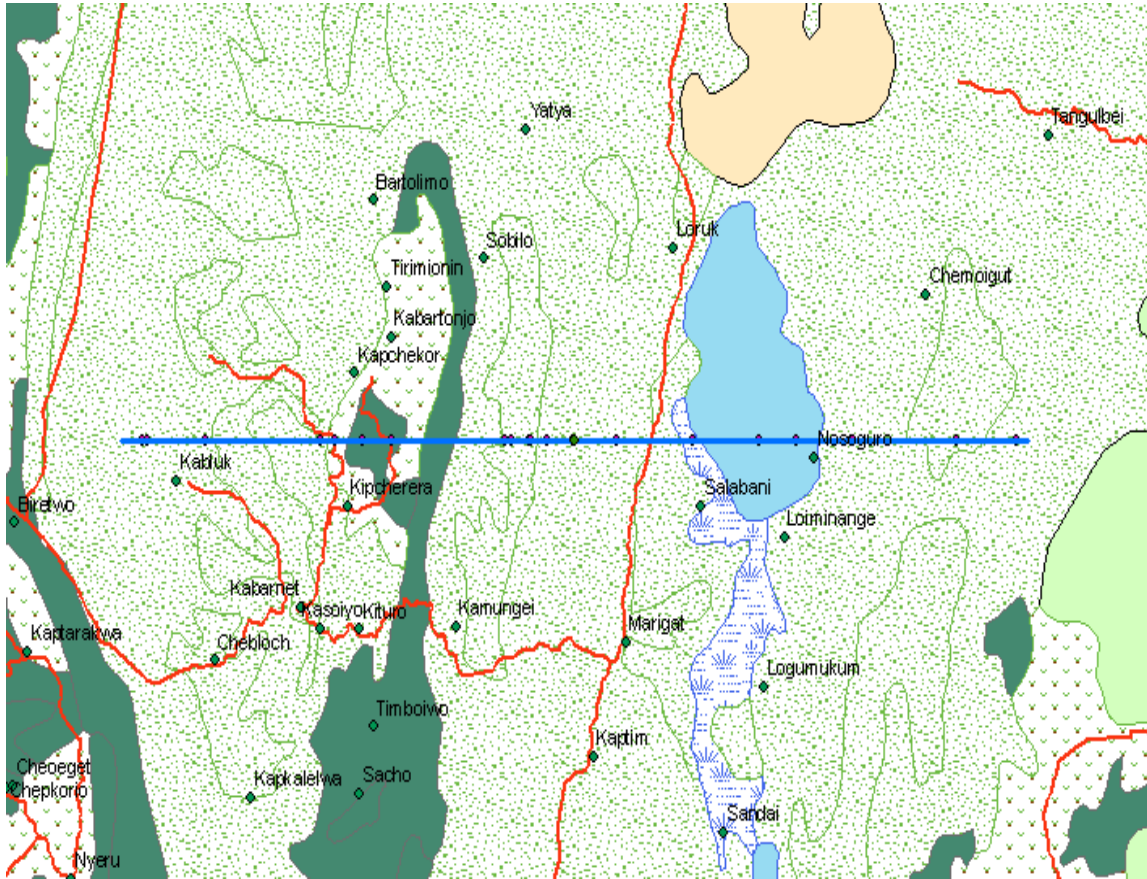 Yatya
Tangulbei
Bartolimo
Sobilo
Loruk
Tirimionin
Chemoigut
Kabartonjo
Kapchekor
Nosoguro
Kabluk
Kipcherera
Salabani
Biretwo
Loiminange
Kabarnet
Kasoiyo
Kituro
Kamungei
Marigat
Kaptarakwa
Chebloch
Logumukum
Timboiwo
Kaptim
Cheoeget
Kapkalelwa
Sacho
Chepkorio
Sandai
Nyeru